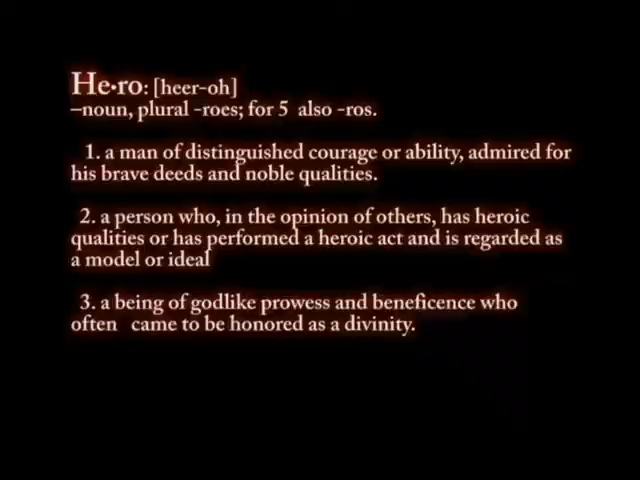 He·ro: [heer-oh]
–noun, plural -roes; for 5 also -ros.
1. a man of distinguished courage or ability, admired for
his brave deeds and noble qualities.
2. a person who, in the opinion of others, has heroic
qualities or has performed a heroic act and is regarded as
a model or ideal
3. a being of godlike prowess and beneficence who
often came to be honored as a divinity.